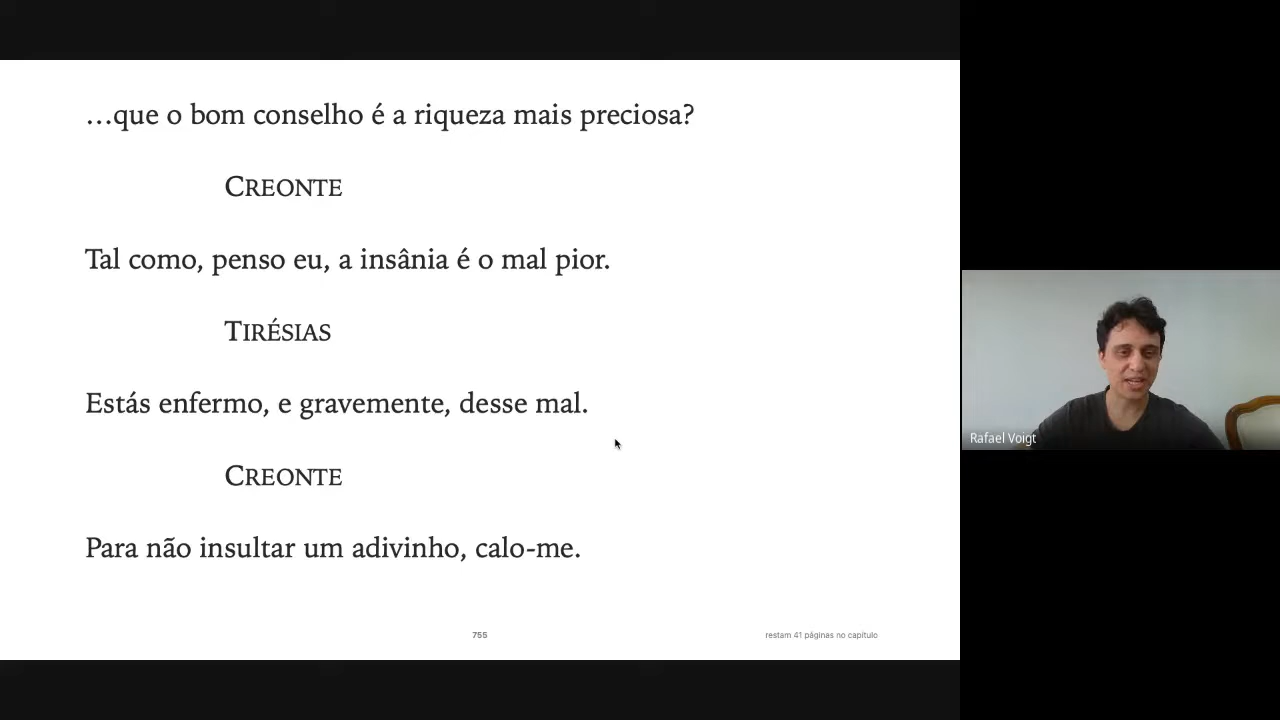 …que o bom conselho é a riqueza mais preciosa?
CREONTE
Tal como, penso eu, a insânia é o mal pior.
TIRÉSIAS
Estás enfermo, e gravemente, desse mal.
CREONTE
Para não insultar um adivinho, calo-me.
755
restam 41 páginas no capítulo
Rafael Voigt